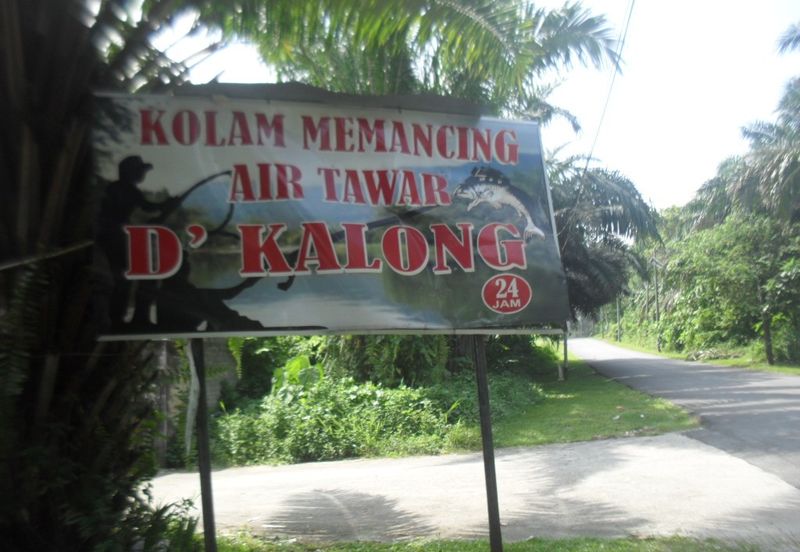 KOLAM MEMANCING
AIR TAWAR
D' KALONG
24
JAM